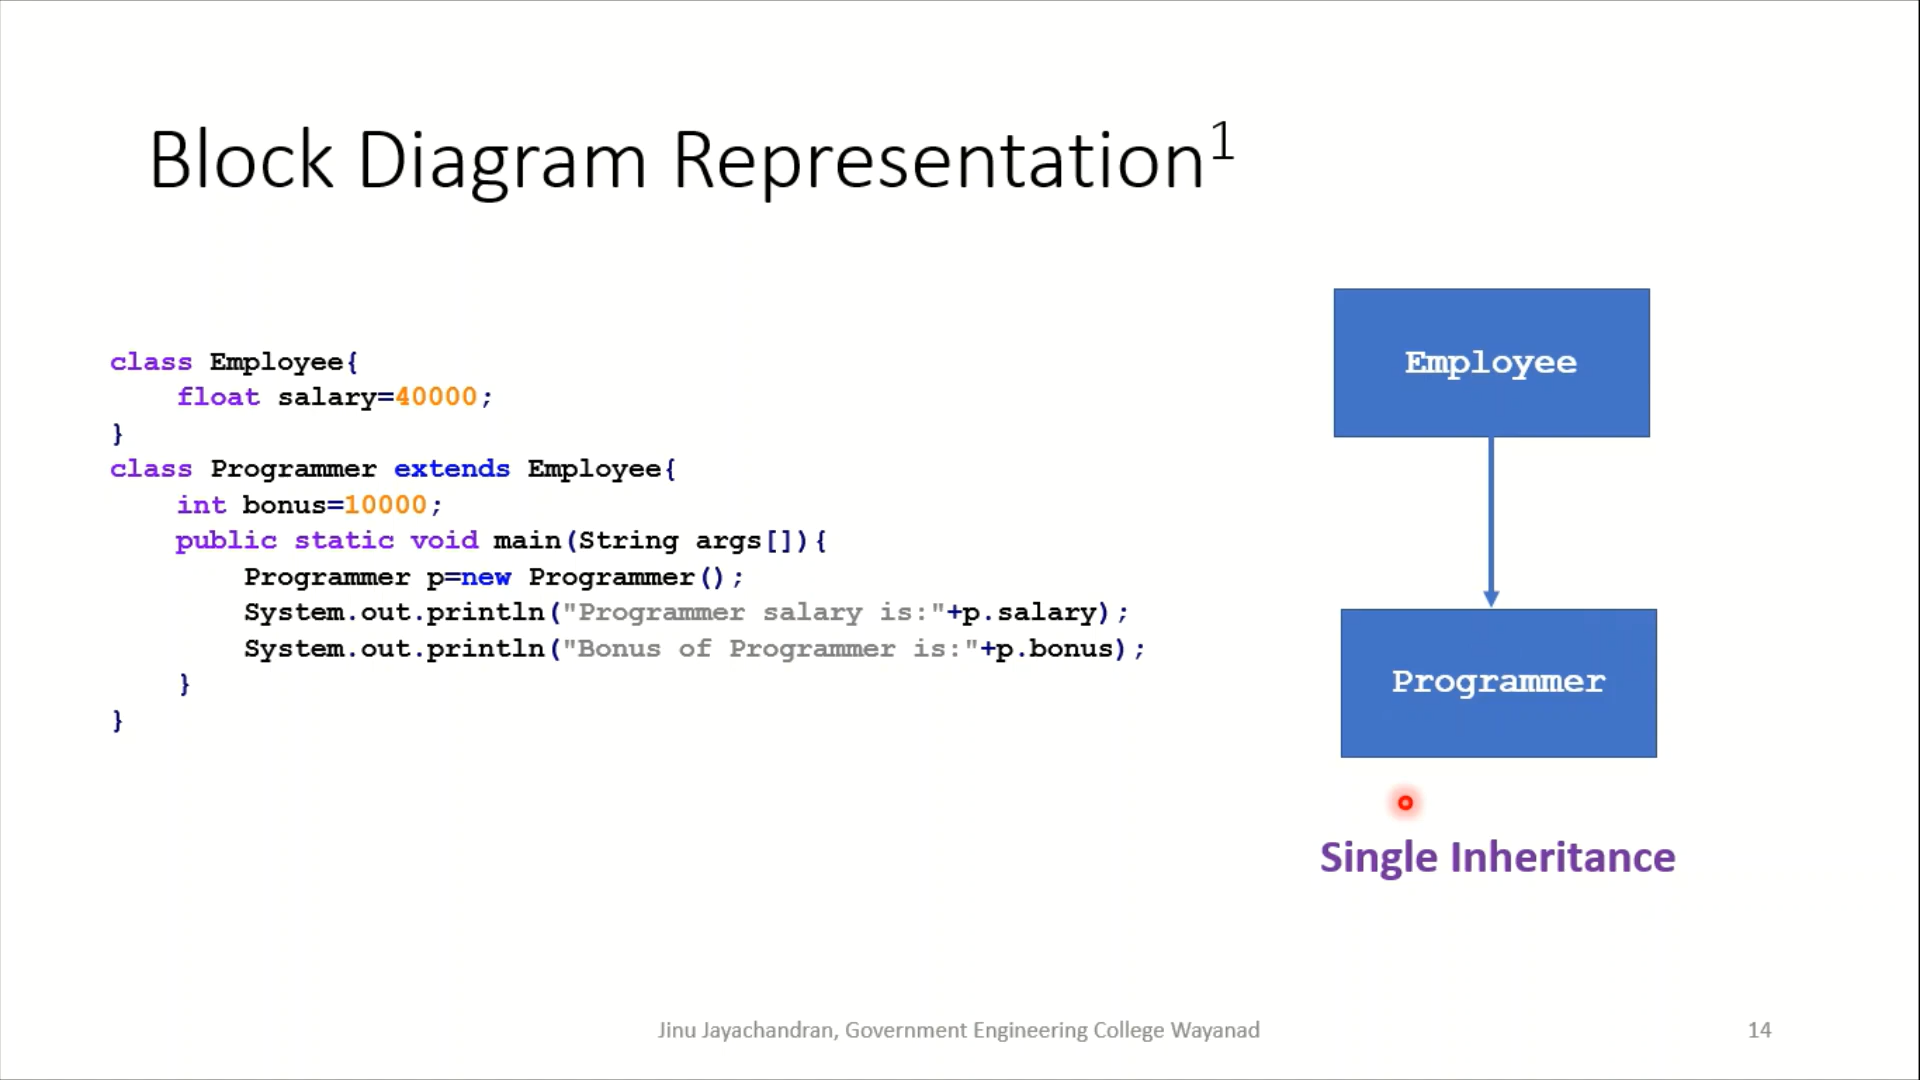 Block Diagram Representation1
class Employee{
    float salary=40000;
}
class Programmer extends Employee{
    int bonus=10000;
    public static void main(String args[]){
        Programmer p=new Programmer();
        System.out.println("Programmer salary is:"+p.salary);
        System.out.println("Bonus of Programmer is:"+p.bonus);
    }
}
Employee
Programmer
Single Inheritance
Jinu Jayachandran, Government Engineering College Wayanad
14